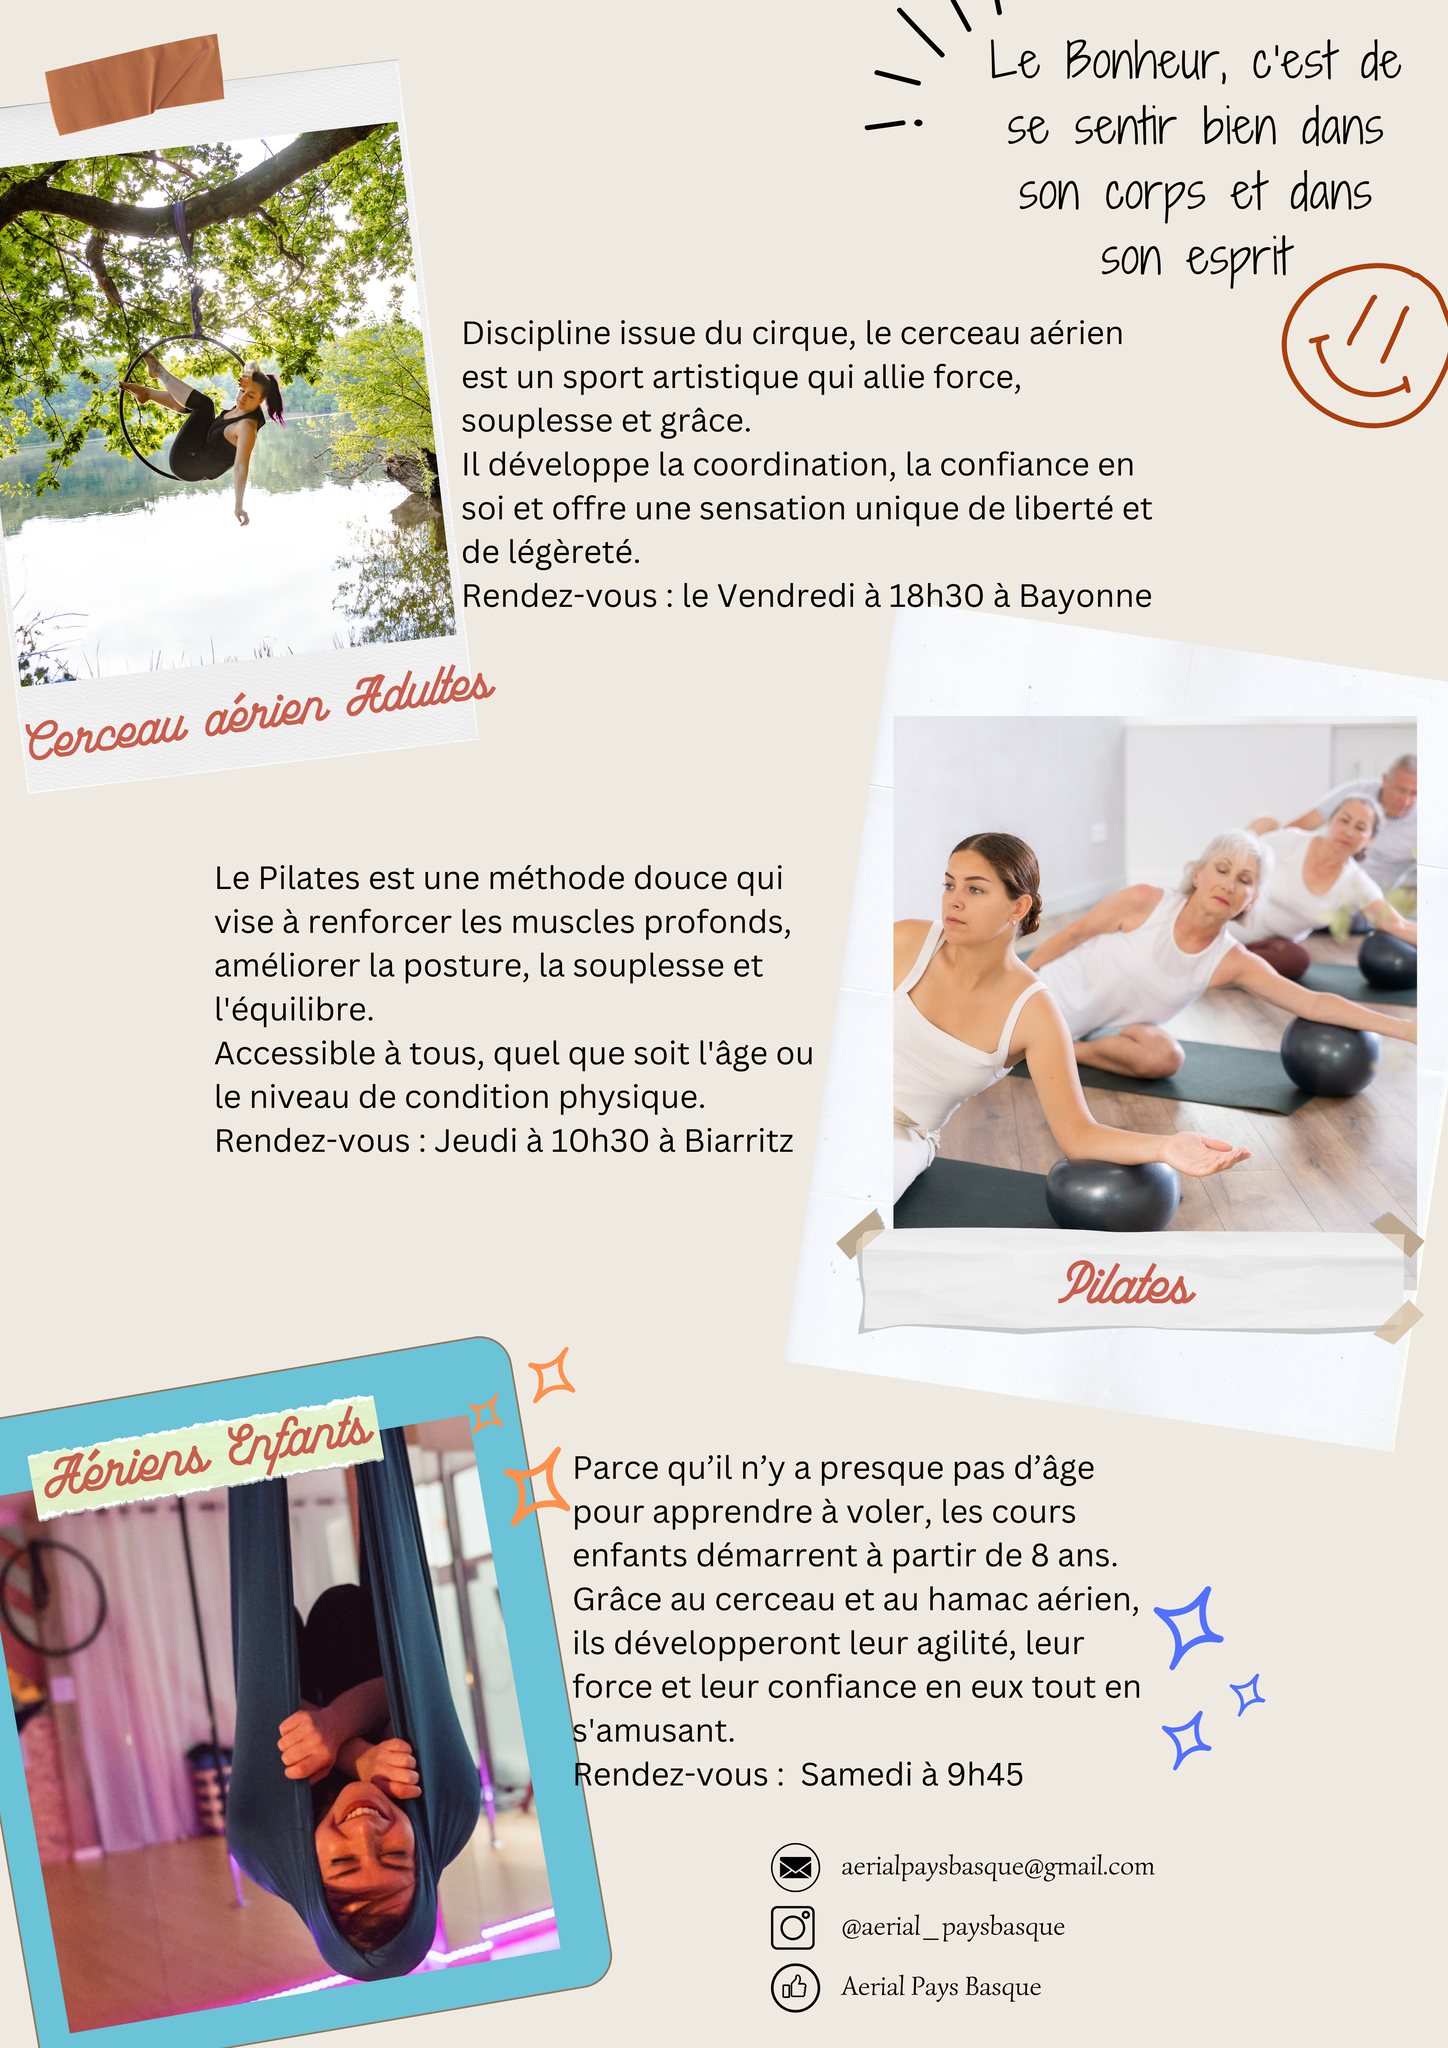 Le Bonheur, c'est de
se sentir bien dans
son corps et dans
son esprit
Discipline issue du cirque, le cerceau aérien
est un sport artistique qui allie force,
souplesse et grâce.
Il développe la coordination, la confiance en
soi et offre une sensation unique de liberté et
de légèreté.
Rendez-vous : le Vendredi à 18h30 à Bayonne
Cerceau aérien Adultes
Le Pilates est une méthode douce qui
vise à renforcer les muscles profonds,
améliorer la posture, la souplesse et
l'équilibre.
Accessible à tous, quel que soit l'âge ou
le niveau de condition physique.
Rendez-vous : Jeudi à 10h30 à Biarritz
Pilates
Aériens Enfants
Parce qu’il n’y a presque pas d’âge
pour apprendre à voler, les cours
enfants démarrent à partir de 8 ans.
Grâce au cerceau et au hamac aérien,
ils développeront leur agilité, leur
force et leur confiance en eux tout en
s'amusant.
Rendez-vous :  Samedi à 9h45
aerialpaysbasque@gmail.com
@aerial_paysbasque
Aerial Pays Basque